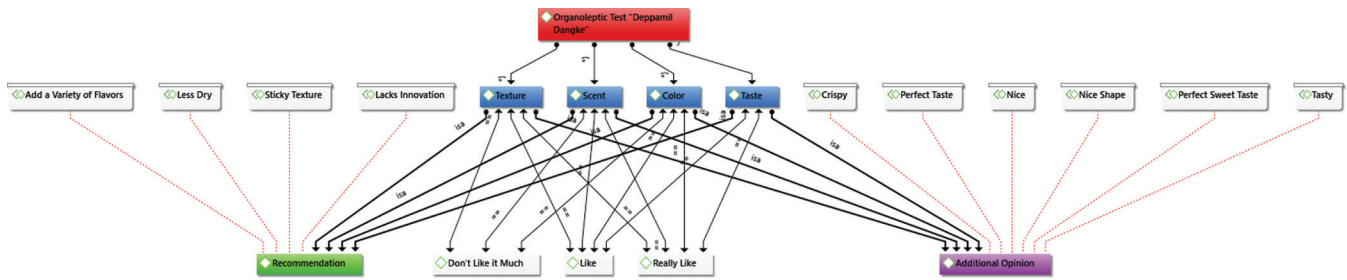 Organoleptic Test "Deppamil
Dangke"
*}
*}
*}
*}
Add a Variety of Flavors
Less Dry
Sticky Texture
Lacks Innovation
Texture
Scent
Color
Taste
Crispy
Perfect Taste
Nice
Nice Shape
Perfect Sweet Taste
Tasty
isa
==
isa
isa
==
isa
isa
==
==
==
isa
isa
isa
==
==
==
==
==
Recommendation
Don't Like it Much
Like
Really Like
Additional Opinion